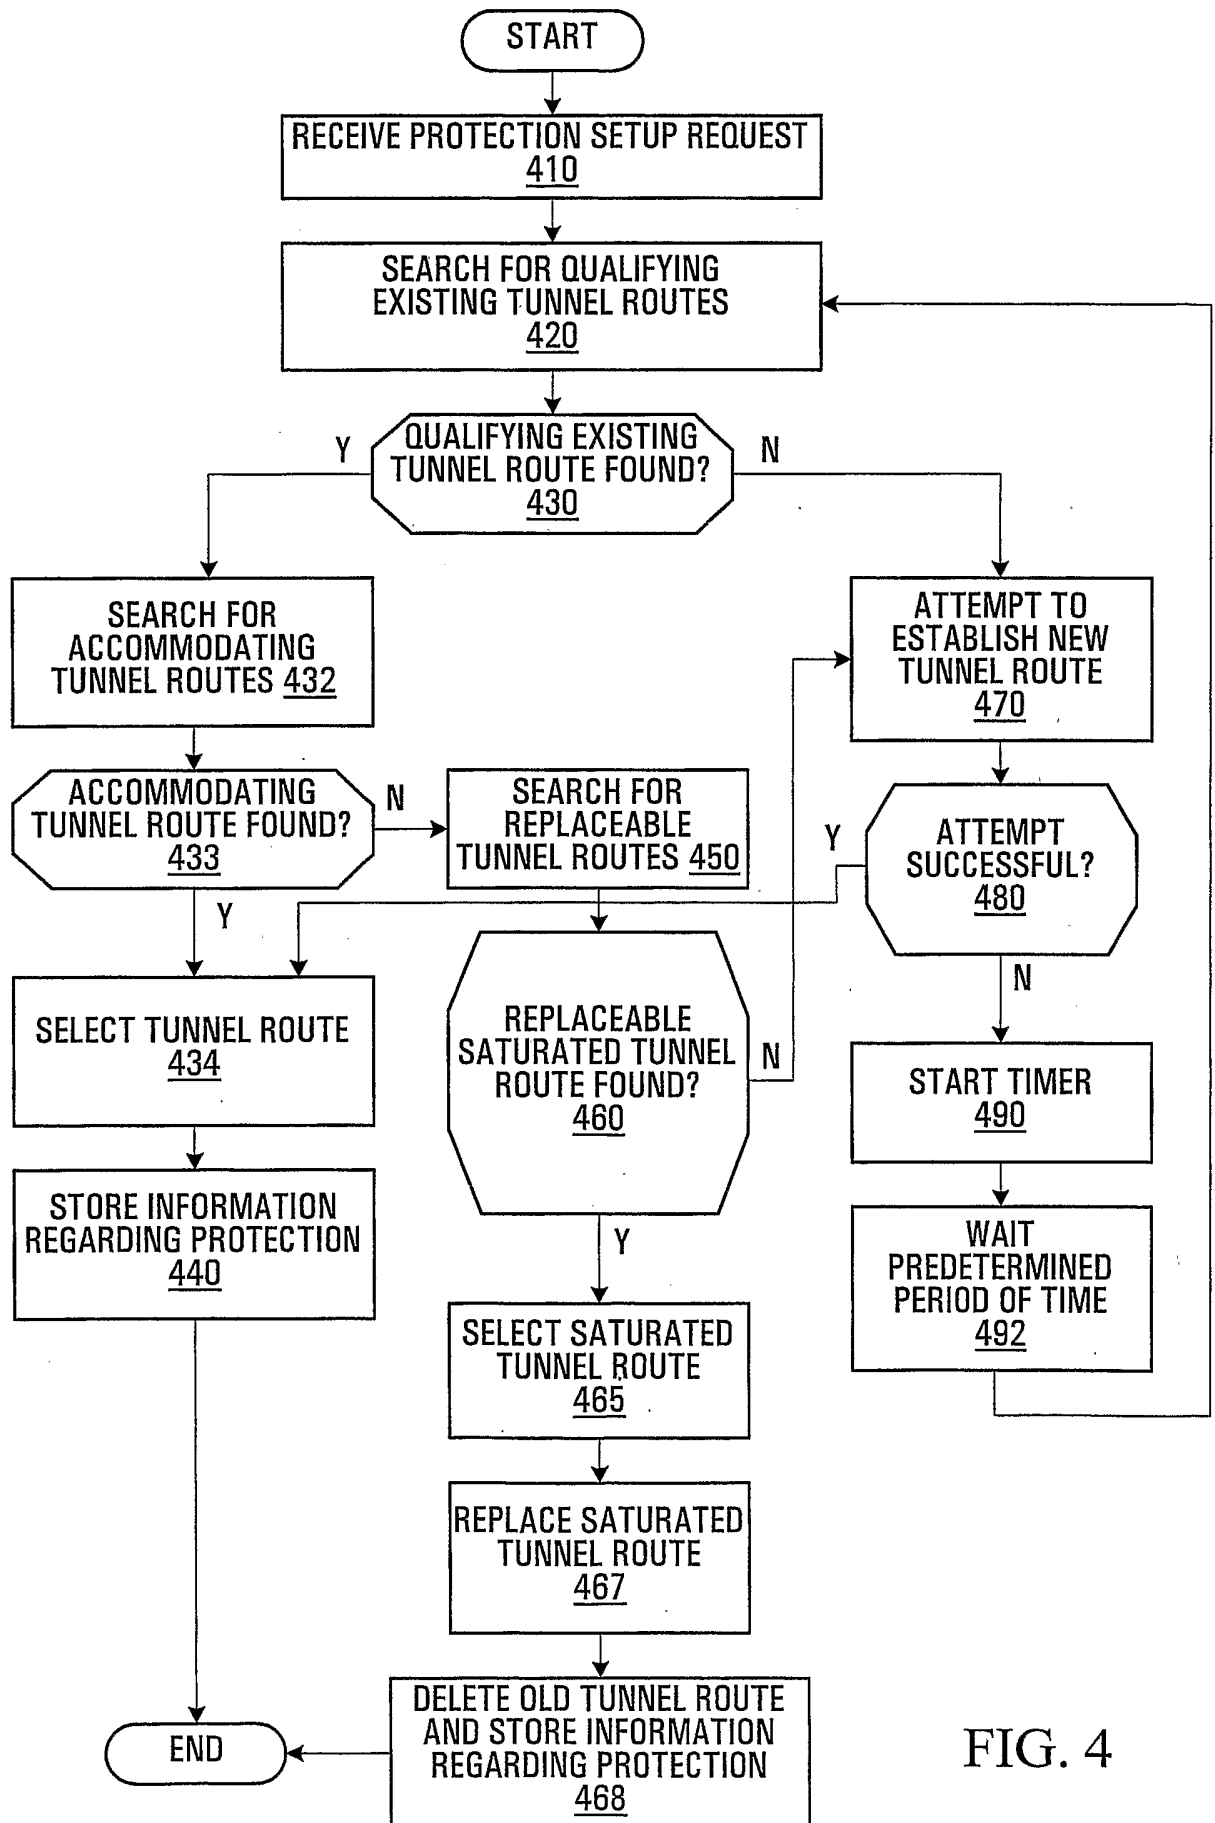 START
RECEIVE PROTECTION SETUP REQUEST
410
SEARCH FOR QUALIFYING
EXISTING TUNNEL ROUTES
420
QUALIFYING EXISTING
TUNNEL ROUTE FOUND?
430
Y
N
SEARCH FOR
ACCOMMODATING
TUNNEL ROUTES 432
ATTEMPT TO
ESTABLISH NEW
TUNNEL ROUTE
470
ACCOMMODATING
TUNNEL ROUTE FOUND?
433
N
Y
SEARCH FOR
REPLACEABLE
TUNNEL ROUTES 450
ATTEMPT
SUCCESSFUL?
480
Y
N
SELECT TUNNEL ROUTE
434
REPLACEABLE
SATURATED TUNNEL
ROUTE FOUND?
460
N
Y
START TIMER
490
STORE INFORMATION
REGARDING PROTECTION
440
WAIT
PREDETERMINED
PERIOD OF TIME
492
SELECT SATURATED
TUNNEL ROUTE
465
REPLACE SATURATED
TUNNEL ROUTE
467
DELETE OLD TUNNEL ROUTE
AND STORE INFORMATION
REGARDING PROTECTION
468
END
FIG. 4